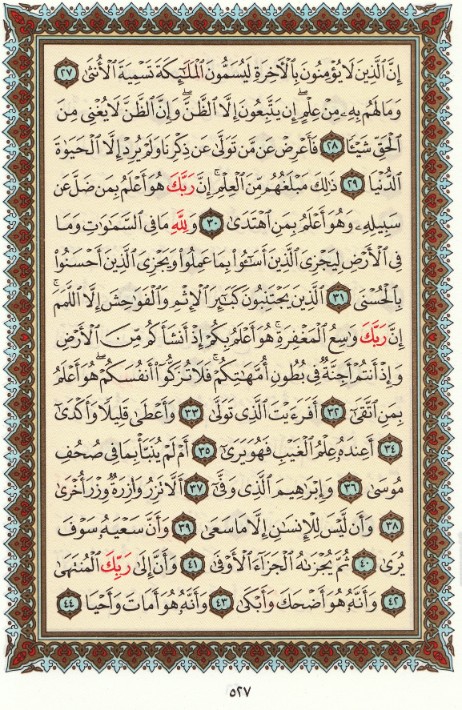 إِنَّ ٱلَّذِينَ لَا يُؤْمِنُونَ بِٱلْـَٔاخِرَةِ لَيُسَمُّونَ ٱلْمَلَٰٓئِكَةَ تَسْمِيَةَ ٱلْأُنثَىٰ ٢٧
وَمَا لَهُم بِهِۦ مِنْ عِلْمٍ ۖ إِن يَتَّبِعُونَ إِلَّا ٱلظَّنَّ ۖ وَإِنَّ ٱلظَّنَّ لَا يُغْنِى مِنَ
ٱلْحَقِّ شَيْـًٔا ٢٨ فَأَعْرِضْ عَن مَّن تَوَلَّىٰ عَن ذِكْرِنَا وَلَمْ يُرِدْ إِلَّا ٱلْحَيَوٰةَ
ٱلدُّنْيَا ٢٩ ذَٰلِكَ مَبْلَغُهُم مِّنَ ٱلْعِلْمِ ۚ إِنَّ رَبَّكَ هُوَ أَعْلَمُ بِمَن ضَلَّ عَن
سَبِيلِهِۦ وَهُوَ أَعْلَمُ بِمَنِ ٱهْتَدَىٰ ٣٠ وَلِلَّهِ مَا فِى ٱلسَّمَٰوَٰتِ وَمَا
فِى ٱلْأَرْضِ لِيَجْزِىَ ٱلَّذِينَ أَسَٰٓـُٔوا۟ بِمَا عَمِلُوا۟ وَيَجْزِىَ ٱلَّذِينَ أَحْسَنُوا۟
بِٱلْحُسْنَى ٣١ ٱلَّذِينَ يَجْتَنِبُونَ كَبَٰٓئِرَ ٱلْإِثْمِ وَٱلْفَوَٰحِشَ إِلَّا ٱللَّمَمَ ۚ
إِنَّ رَبَّكَ وَٰسِعُ ٱلْمَغْفِرَةِ ۚ هُوَ أَعْلَمُ بِكُمْ إِذْ أَنشَأَكُم مِّنَ ٱلْأَرْضِ
وَإِذْ أَنتُمْ أَجِنَّةٌ فِى بُطُونِ أُمَّهَٰتِكُمْ ۖ فَلَا تُزَكُّوٓا۟ أَنفُسَكُمْ ۖ هُوَ أَعْلَمُ
بِمَنِ ٱتَّقَىٰٓ ٣٢ أَفَرَءَيْتَ ٱلَّذِى تَوَلَّىٰ ٣٣ وَأَعْطَىٰ قَلِيلًا وَأَكْدَىٰٓ
٣٤ أَعِندَهُۥ عِلْمُ ٱلْغَيْبِ فَهُوَ يَرَىٰٓ ٣٥ أَمْ لَمْ يُنَبَّأْ بِمَا فِى صُحُفِ
مُوسَىٰ ٣٦ وَإِبْرَٰهِيمَ ٱلَّذِى وَفَّىٰٓ ٣٧ أَلَّا تَزِرُ وَازِرَةٌ وِزْرَ أُخْرَىٰ
٣٨ وَأَن لَّيْسَ لِلْإِنسَٰنِ إِلَّا مَا سَعَىٰ ٣٩ وَأَنَّ سَعْيَهُۥ سَوْفَ
يُرَىٰ ٤٠ ثُمَّ يُجْزَىٰهُ ٱلْجَزَآءَ ٱلْأَوْفَىٰ ٤١ وَأَنَّ إِلَىٰ رَبِّكَ ٱلْمُنتَهَىٰ
٤٢ وَأَنَّهُۥ هُوَ أَضْحَكَ وَأَبْكَىٰ ٤٣ وَأَنَّهُۥ هُوَ أَمَاتَ وَأَحْيَا ٤٤
٥٢٧